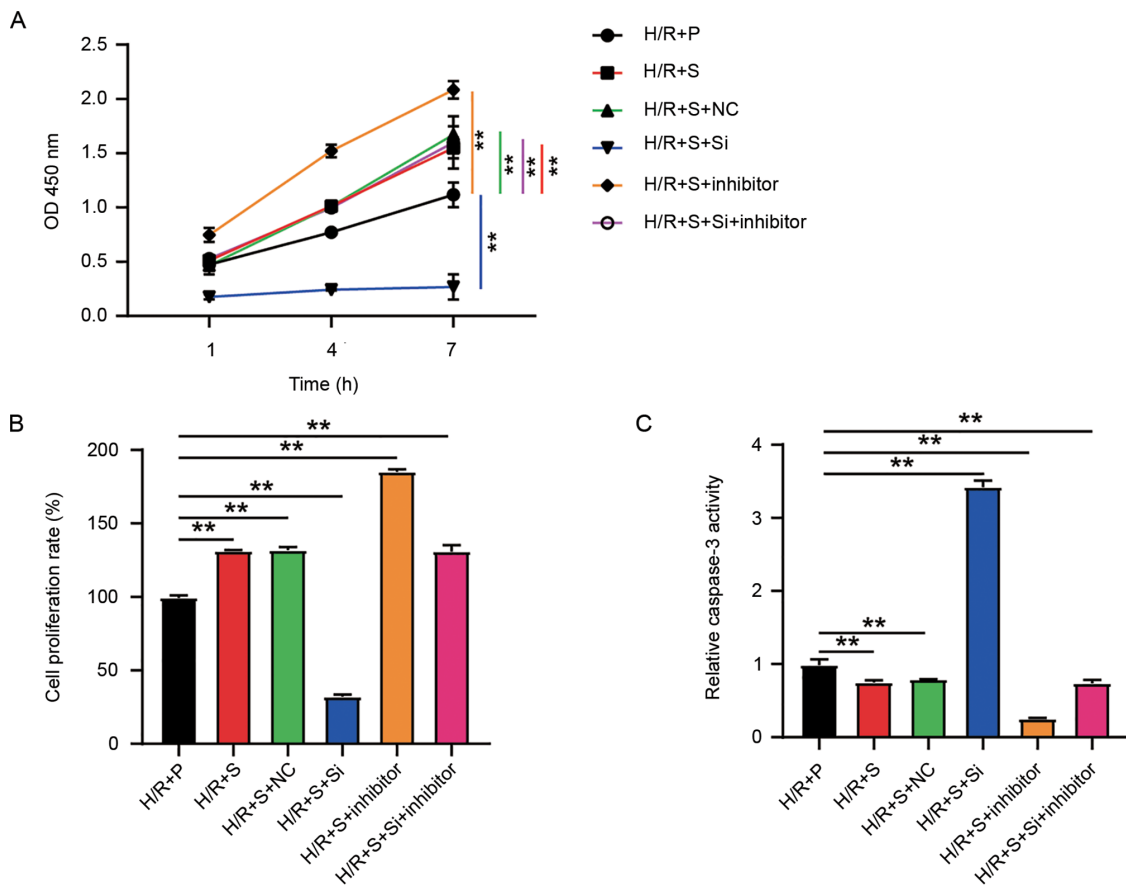 A
2.5
2.0
1.5
1.0
0.5
0.0
OD 450 nm
1
4
7
Time (h)
**
**
**
**
**
H/R+P
H/R+S
H/R+S+NC
H/R+S+Si
H/R+S+inhibitor
H/R+S+Si+inhibitor
B
200
150
100
50
0
Cell proliferation rate (%)
**
**
**
**
**
H/R+P
H/R+S
H/R+S+NC
H/R+S+Si
H/R+S+inhibitor
H/R+S+Si+inhibitor
C
4
3
2
1
0
Relative caspase-3 activity
**
**
**
**
**
H/R+P
H/R+S
H/R+S+NC
H/R+S+Si
H/R+S+inhibitor
H/R+S+Si+inhibitor